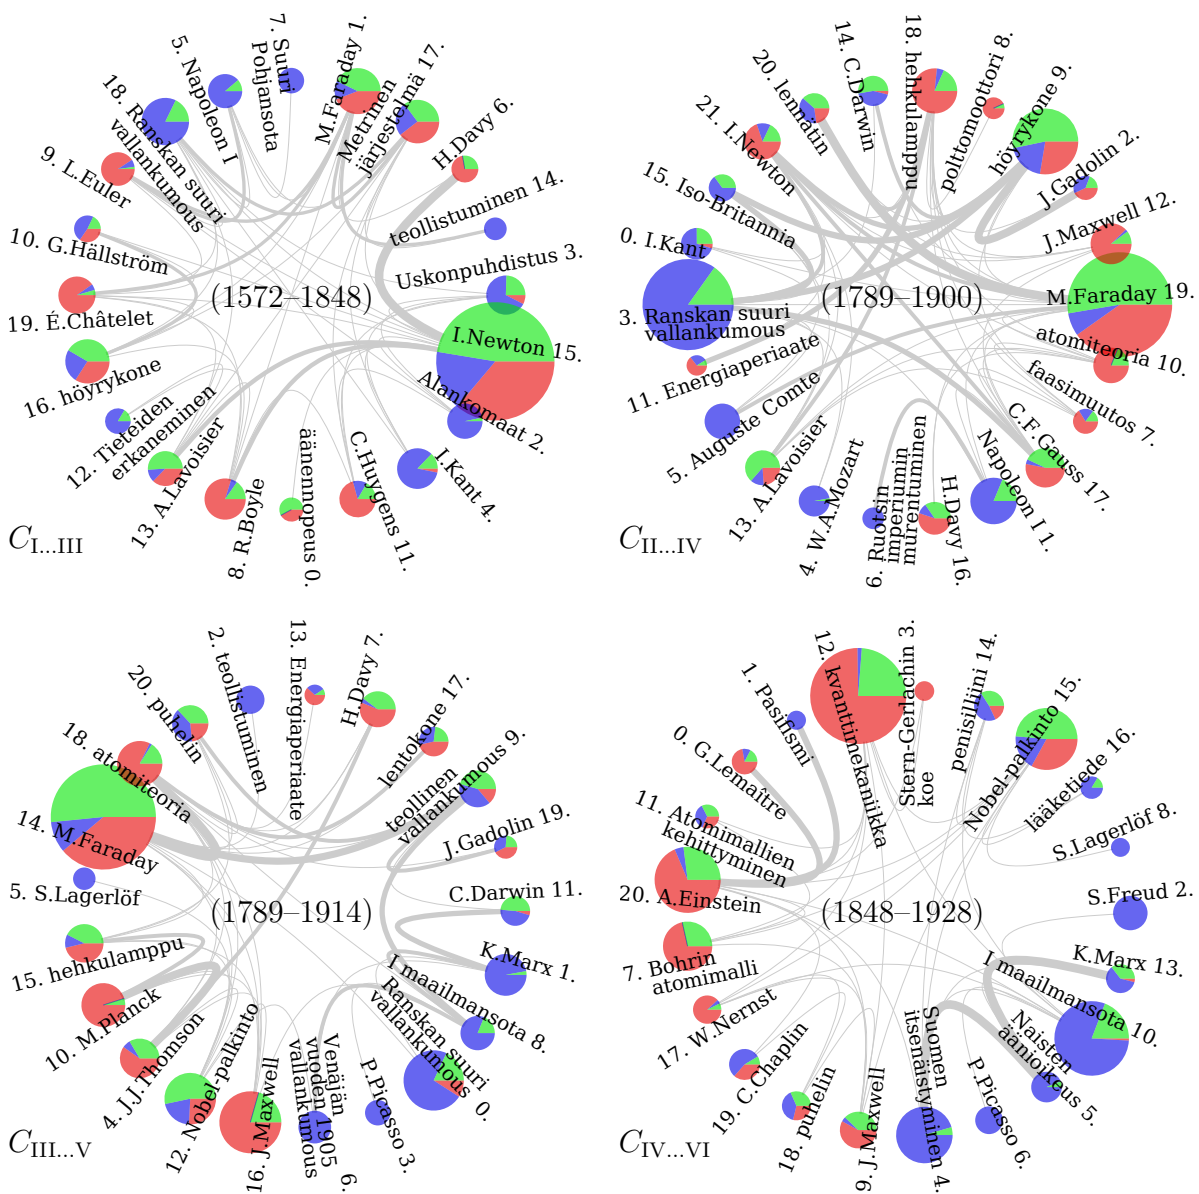 7. Suuri
Pohjansota
M.Faraday 1.
5. Napoleon I
Metrinen
järjestelmä 17.
18. Ranskan suuri
vallankumous
H.Davy 6.
9. L.Euler
teollistuminen 14.
10. G.Hällström
Uskonpuhdistus 3.
(1572–1848)
19. É.Châtelet
I.Newton 15.
16. höyrykone
Alankomaat 2.
12. Tieteiden
erkaneminen
13. A.Lavoisier
8. R.Boyle
äänennopeus 0.
C.Huygens 11.
I.Kant 4.
C_I...III
14. C.Darwin
18. hehkulamppu
polttomoottori 8.
20. lennätin
höyrykone 9.
21. I.Newton
J.Gadolin 2.
15. Iso-Britannia
J.Maxwell 12.
0. I.Kant
(1789–1900)
M.Faraday 19.
3. Ranskan suuri
vallankumous
atomiteoria 10.
11. Energiaperiaate
faasimuutos 7.
5. Auguste Comte
C.F.Gauss 17.
13. A.Lavoisier
4. W.A.Mozart
6. Ruotsin
imperiumin
murentuminen
H.Davy 16.
Napoleon I 1.
C_II...IV
2. teollistuminen
13. Energiaperiaate
H.Davy 7.
20. puhelin
lentokone 17.
18. atomiteoria
teollinen
vallankumous 9.
14. M.Faraday
J.Gadolin 19.
5. S.Lagerlöf
C.Darwin 11.
(1789–1914)
15. hehkulamppu
K.Marx 1.
10. M.Planck
I maailmansota 8.
4. J.J.Thomson
Ranskan suuri
vallankumous 0.
12. Nobel-palkinto
16. J.Maxwell
Venäjän
vuoden 1905
vallankumous 6.
P.Picasso 3.
C_III...V
12. kvanttimekaniikka
Stern-Gerlachin 3.
koe
penisilliini 14.
1. Pasifismi
Nobel-palkinto 15.
0. G.Lemaître
lääketiede 16.
11. Atomimallien
kehittyminen
S.Lagerlöf 8.
20. A.Einstein
S.Freud 2.
(1848–1928)
7. Bohrin
atomimalli
K.Marx 13.
17. W.Nernst
I maailmansota 10.
19. C.Chaplin
Naisten
äänioikeus 5.
18. puhelin
9. J.Maxwell
Suomen
itsenäistyminen 4.
P.Picasso 6.
C_IV...VI